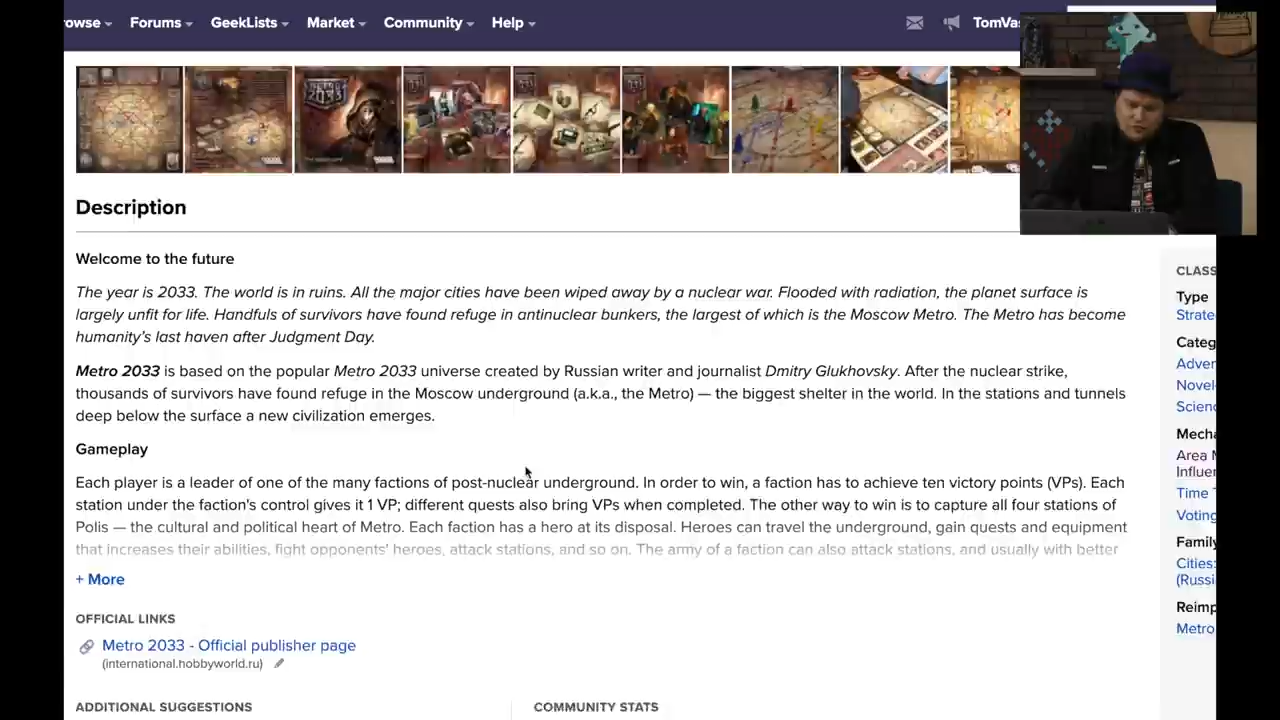 Forums
GeekLists
Market
Community
Help
METRO
2033
Description
Welcome to the future
The year is 2033. The world is in ruins. All the major cities have been wiped away by a nuclear war. Flooded with radiation, the planet surface is
largely unfit for life. Handfuls of survivors have found refuge in antinuclear bunkers, the largest of which is the Moscow Metro. The Metro has become
humanity's last haven after Judgment Day.
Metro 2033 is based on the popular Metro 2033 universe created by Russian writer and journalist Dmitry Glukhovsky. After the nuclear strike,
thousands of survivors have found refuge in the Moscow underground (a.k.a., the Metro) — the biggest shelter in the world. In the stations and tunnels
deep below the surface a new civilization emerges.
Gameplay
Each player is a leader of one of the many factions of post-nuclear underground. In order to win, a faction has to achieve ten victory points (VPs). Each
station under the faction's control gives it 1 VP; different quests also bring VPs when completed. The other way to win is to capture all four stations of
Polis — the cultural and political heart of Metro. Each faction has a hero at its disposal. Heroes can travel the underground, gain quests and equipment
that increases their abilities, fight opponents' heroes, attack stations, and so on. The army of a faction can also attack stations, and usually with better
+ More
OFFICIAL LINKS
Metro 2033 - Official publisher page
(international.hobbyworld.ru)
ADDITIONAL SUGGESTIONS
COMMUNITY STATS
Type
Family
Cities:
(Russi
Metro
Time
Voting